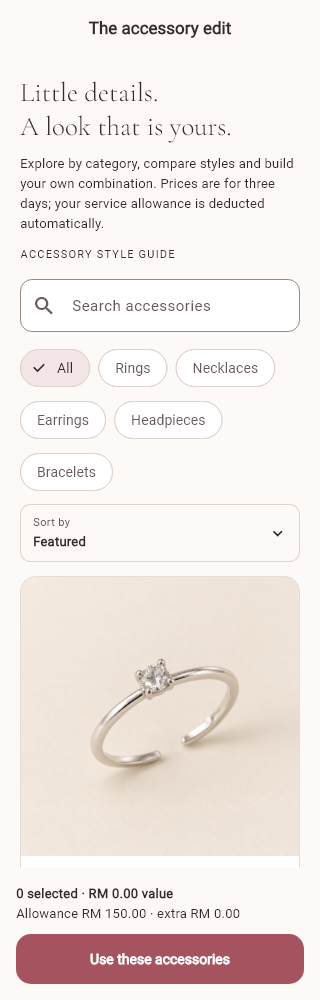 The accessory edit
Little details.
A look that is yours.
Explore by category, compare styles and build
your own combination. Prices are for three
days; your service allowance is deducted
automatically.
ACCESSORY STYLE GUIDE
Search accessories
All
Rings
Necklaces
Earrings
Headpieces
Bracelets
Sort by
Featured
0 selected · RM 0.00 value
Allowance RM 150.00 · extra RM 0.00
Use these accessories